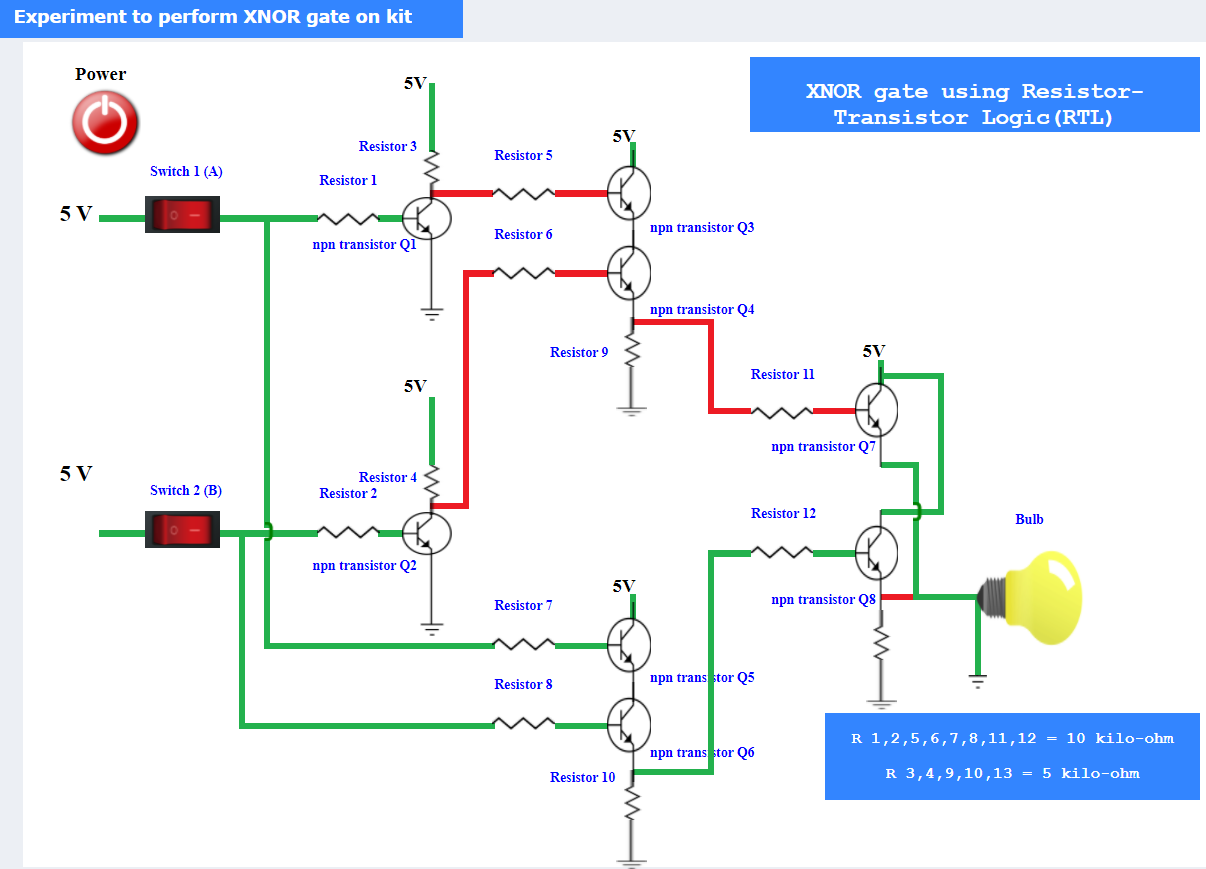 Experiment to perform XNOR gate on kit
Power
5V
XNOR gate using Resistor-
Transistor Logic(RTL)
5V
Resistor 3
Resistor 5
Switch 1 (A)
Resistor 1
5 V
npn transistor Q3
Resistor 6
npn transistor Q1
npn transistor Q4
5V
Resistor 9
Resistor 11
5V
npn transistor Q7
5 V
Resistor 4
Switch 2 (B)
Resistor 2
Resistor 12
Bulb
npn transistor Q2
5V
Resistor 7
npn transistor Q8
npn transistor Q5
Resistor 8
npn transistor Q6
Resistor 10
R 1,2,5,6,7,8,11,12 = 10 kilo-ohm
R 3,4,9,10,13 = 5 kilo-ohm